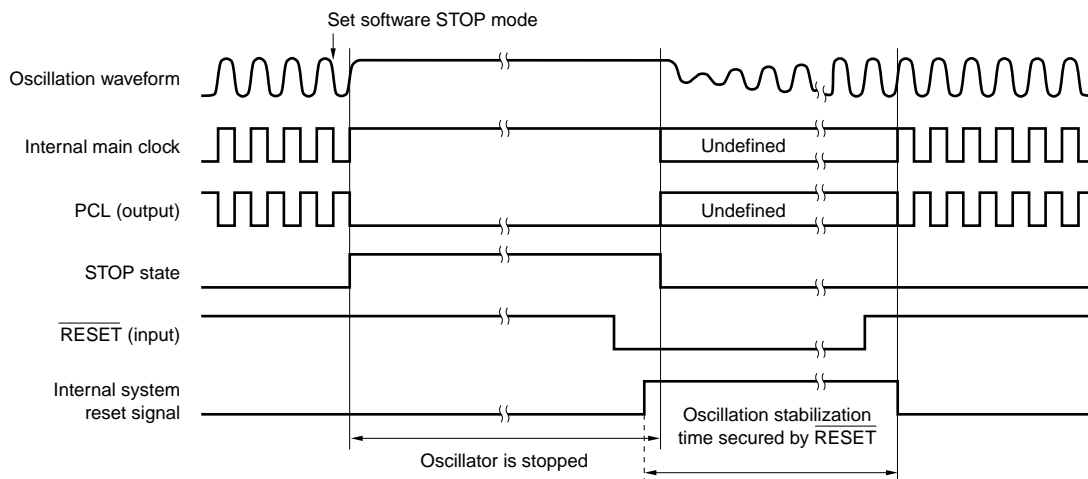 Set software STOP mode
Oscillation waveform
Internal main clock
Undefined
PCL (output)
Undefined
STOP state
RESET (input)
Internal system
reset signal
Oscillation stabilization
time secured by RESET
Oscillator is stopped